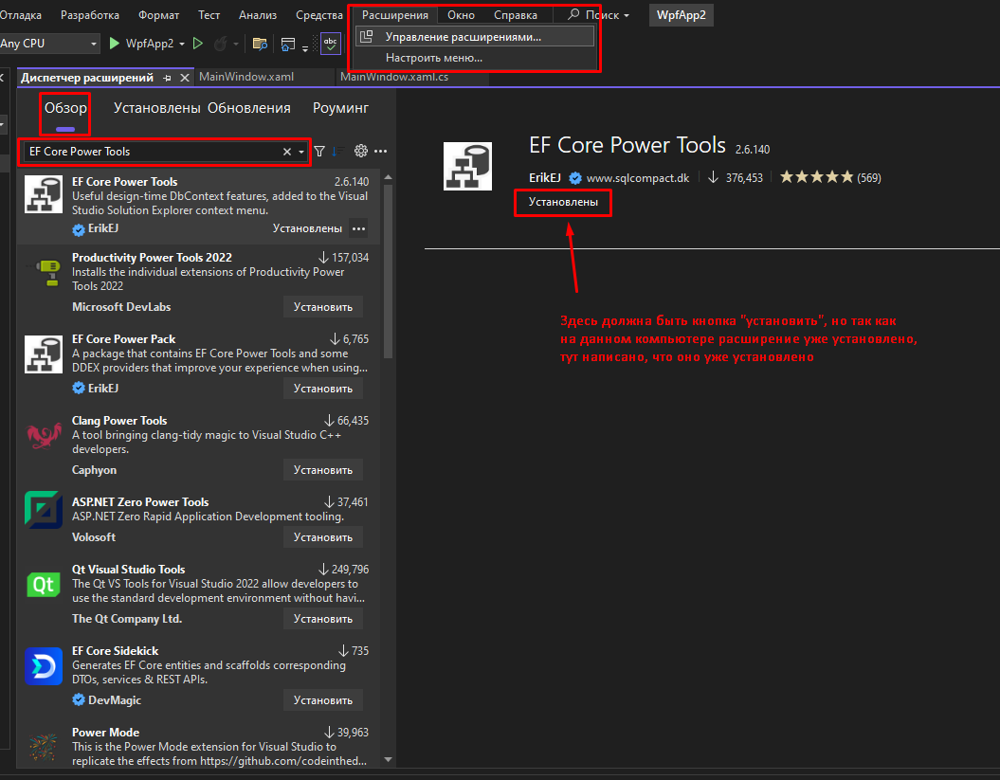 Отладка Разработка Формат Тест Анализ Средства Расширения Окно Справка Поиск WpfApp2
Any CPU WpfApp2 abc Управление расширениями...
Настроить меню...
Диспетчер расширений MainWindow.xaml MainWindow.xaml.cs
Обзор Установлены Обновления Роуминг
EF Core Power Tools
EF Core Power Tools 2.6.140
Useful design-time DbContext features, added to the Visual
Studio Solution Explorer context menu.
ErikEJ Установлены
Productivity Power Tools 2022 157,034
Installs the individual extensions of Productivity Power
Tools 2022
Microsoft DevLabs Установить
EF Core Power Pack 6,765
A package that contains EF Core Power Tools and some
DDEX providers that improve your experience when using...
ErikEJ Установить
Clang Power Tools 66,435
A tool bringing clang-tidy magic to Visual Studio C++
developers.
Caphyon Установить
ASP.NET Zero Power Tools 37,461
ASP.NET Zero Rapid Application Development tooling.
Volosoft Установить
Qt Visual Studio Tools 249,796
Qt The Qt VS Tools for Visual Studio 2022 allow developers to
use the standard development environment without havi...
The Qt Company Ltd. Установить
EF Core Sidekick 735
Generates EF Core entities and scaffolds corresponding
DTOs, services & REST APIs.
DevMagic Установить
Power Mode 39,963
This is the Power Mode extension for Visual Studio to
replicate the effects from https://github.com/codeinthed...
EF Core Power Tools 2.6.140
ErikEJ www.sqlcompact.dk 376,453 (569)
Установлены
Здесь должна быть кнопка "установить", но так как
на данном компьютере расширение уже установлено,
тут написано, что оно уже установлено